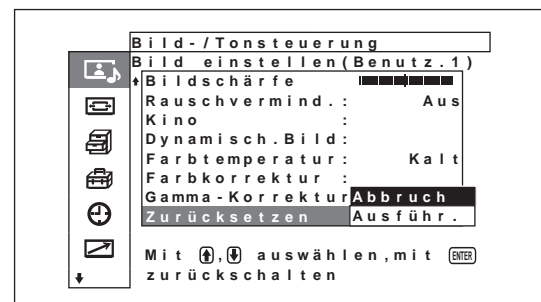 Bild-/Tonsteuerung
Bild einstellen(Benutz.1)
Bildschärfe
Rauschvermind.: Aus
Kino :
Dynamisch.Bild:
Farbtemperatur: Kalt
Farbkorrektur :
Gamma-Korrektur Abbruch
Zurücksetzen Ausführ.
Mit ,  auswählen,mit ENTER
zurückschalten